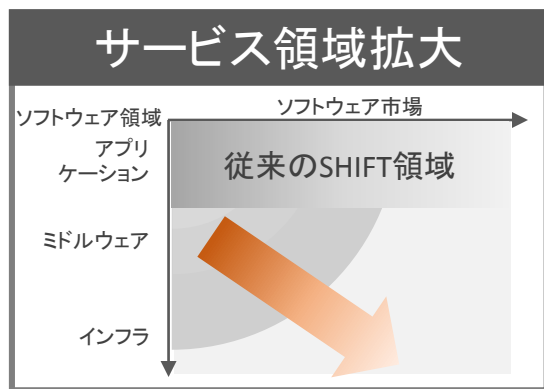 サービス領域拡大
ソフトウェア市場
ソフトウェア領域
アプリ
ケーション
従来のSHIFT領域
ミドルウェア
インフラ